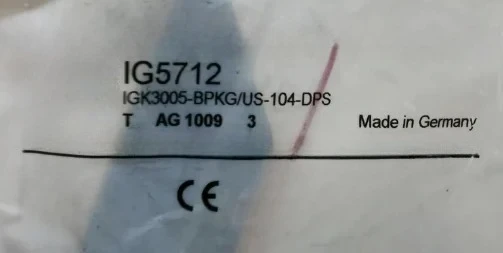 IG5712
IGK3005-BPKG/US-104-DPS
T AG 1009 3 Made in Germany
CE